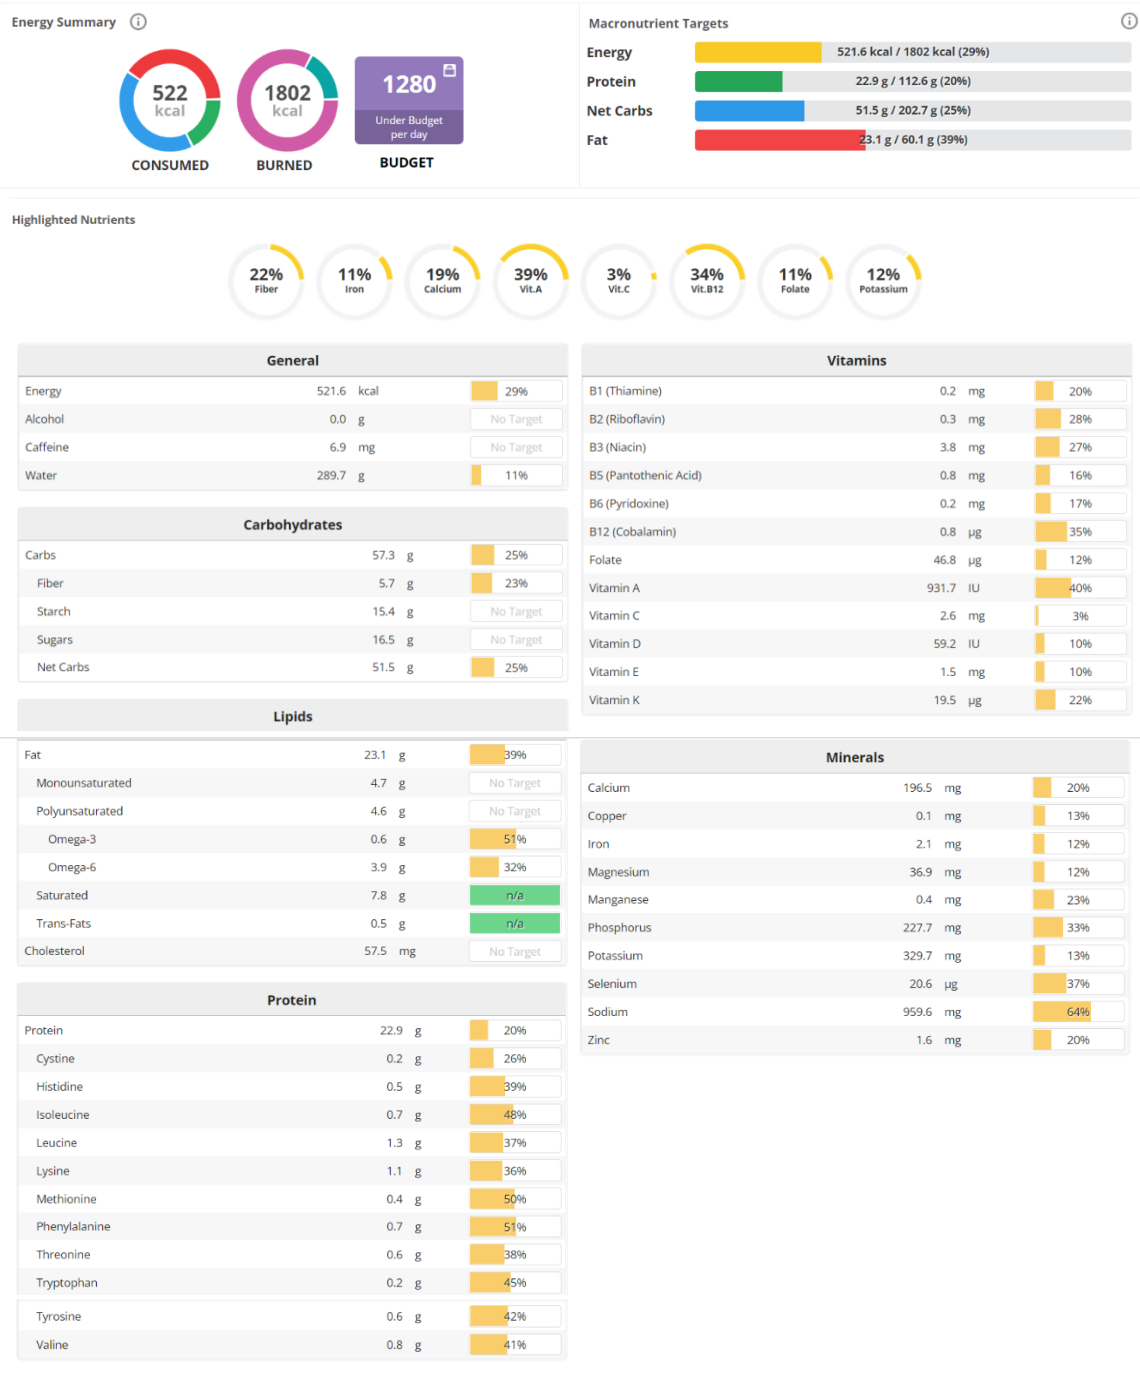 Energy Summary
522
kcal
CONSUMED
1802
kcal
BURNED
1280
Under Budget
per day
BUDGET
Macronutrient Targets
Energy 521.6 kcal / 1802 kcal (29%)
Protein 22.9 g / 112.6 g (20%)
Net Carbs 51.5 g / 202.7 g (25%)
Fat 23.1 g / 60.1 g (39%)
Highlighted Nutrients
22%
Fiber
11%
Iron
19%
Calcium
39%
Vit.A
3%
Vit.C
34%
Vit.B12
11%
Folate
12%
Potassium
General
Energy 521.6 kcal 29%
Alcohol 0.0 g No Target
Caffeine 6.9 mg No Target
Water 289.7 g 11%
Carbohydrates
Carbs 57.3 g 25%
Fiber 5.7 g 23%
Starch 15.4 g No Target
Sugars 16.5 g No Target
Net Carbs 51.5 g 25%
Lipids
Fat 23.1 g 39%
Monounsaturated 4.7 g No Target
Polyunsaturated 4.6 g No Target
Omega-3 0.6 g 51%
Omega-6 3.9 g 32%
Saturated 7.8 g n/a
Trans-Fats 0.5 g n/a
Cholesterol 57.5 mg No Target
Protein
Protein 22.9 g 20%
Cystine 0.2 g 26%
Histidine 0.5 g 39%
Isoleucine 0.7 g 48%
Leucine 1.3 g 37%
Lysine 1.1 g 36%
Methionine 0.4 g 50%
Phenylalanine 0.7 g 51%
Threonine 0.6 g 38%
Tryptophan 0.2 g 45%
Tyrosine 0.6 g 42%
Valine 0.8 g 41%
Vitamins
B1 (Thiamine) 0.2 mg 20%
B2 (Riboflavin) 0.3 mg 28%
B3 (Niacin) 3.8 mg 27%
B5 (Pantothenic Acid) 0.8 mg 16%
B6 (Pyridoxine) 0.2 mg 17%
B12 (Cobalamin) 0.8 µg 35%
Folate 46.8 µg 12%
Vitamin A 931.7 IU 40%
Vitamin C 2.6 mg 3%
Vitamin D 59.2 IU 10%
Vitamin E 1.5 mg 10%
Vitamin K 19.5 µg 22%
Minerals
Calcium 196.5 mg 20%
Copper 0.1 mg 13%
Iron 2.1 mg 12%
Magnesium 36.9 mg 12%
Manganese 0.4 mg 23%
Phosphorus 227.7 mg 33%
Potassium 329.7 mg 13%
Selenium 20.6 µg 37%
Sodium 959.6 mg 64%
Zinc 1.6 mg 20%